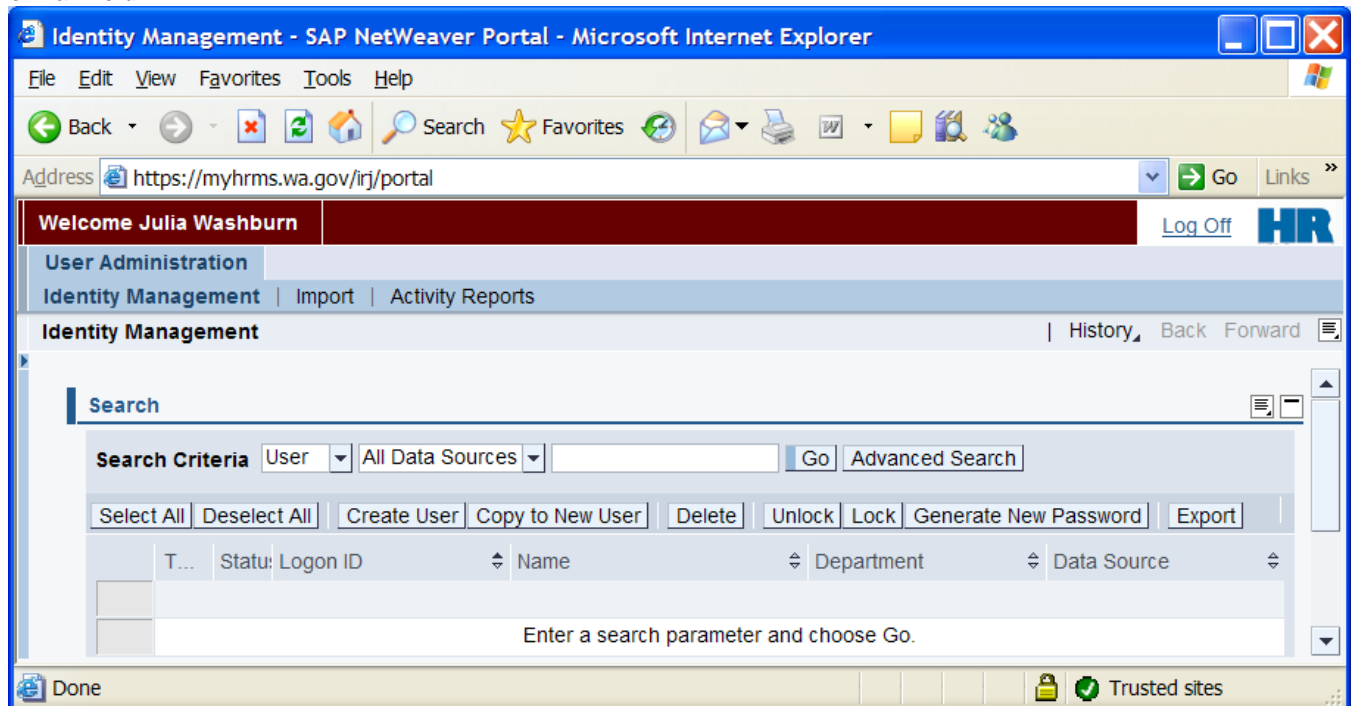 Identity Management - SAP NetWeaver Portal - Microsoft Internet Explorer
File Edit View Favorites Tools Help
Back Search Favorites
Address https://myhrms.wa.gov/irj/portal Go Links »
Welcome Julia Washburn Log Off HR
User Administration
Identity Management | Import | Activity Reports
Identity Management | History Back Forward
Search
Search Criteria User All Data Sources Go Advanced Search
Select All Deselect All Create User Copy to New User Delete Unlock Lock Generate New Password Export
T... Status Logon ID Name Department Data Source
Enter a search parameter and choose Go.
Done Trusted sites